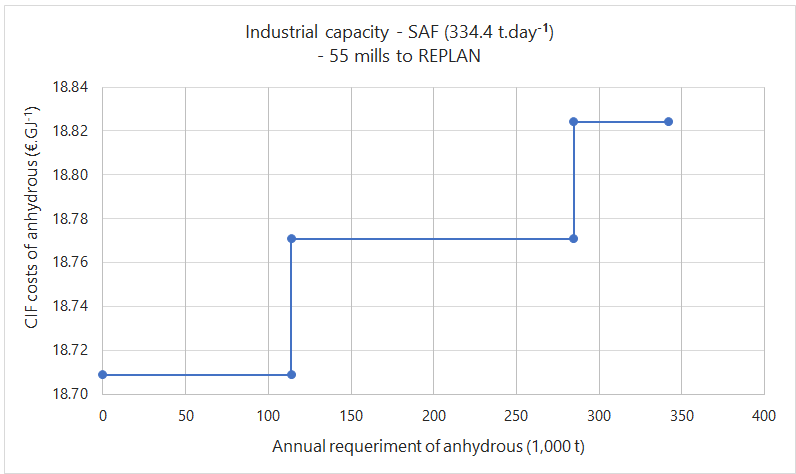 Industrial capacity - SAF (334.4 t.day⁻¹)
- 55 mills to REPLAN
CIF costs of anhydrous (€.GJ⁻¹)
18.84
18.82
18.80
18.78
18.76
18.74
18.72
18.70
0 50 100 150 200 250 300 350 400
Annual requeriment of anhydrous (1,000 t)